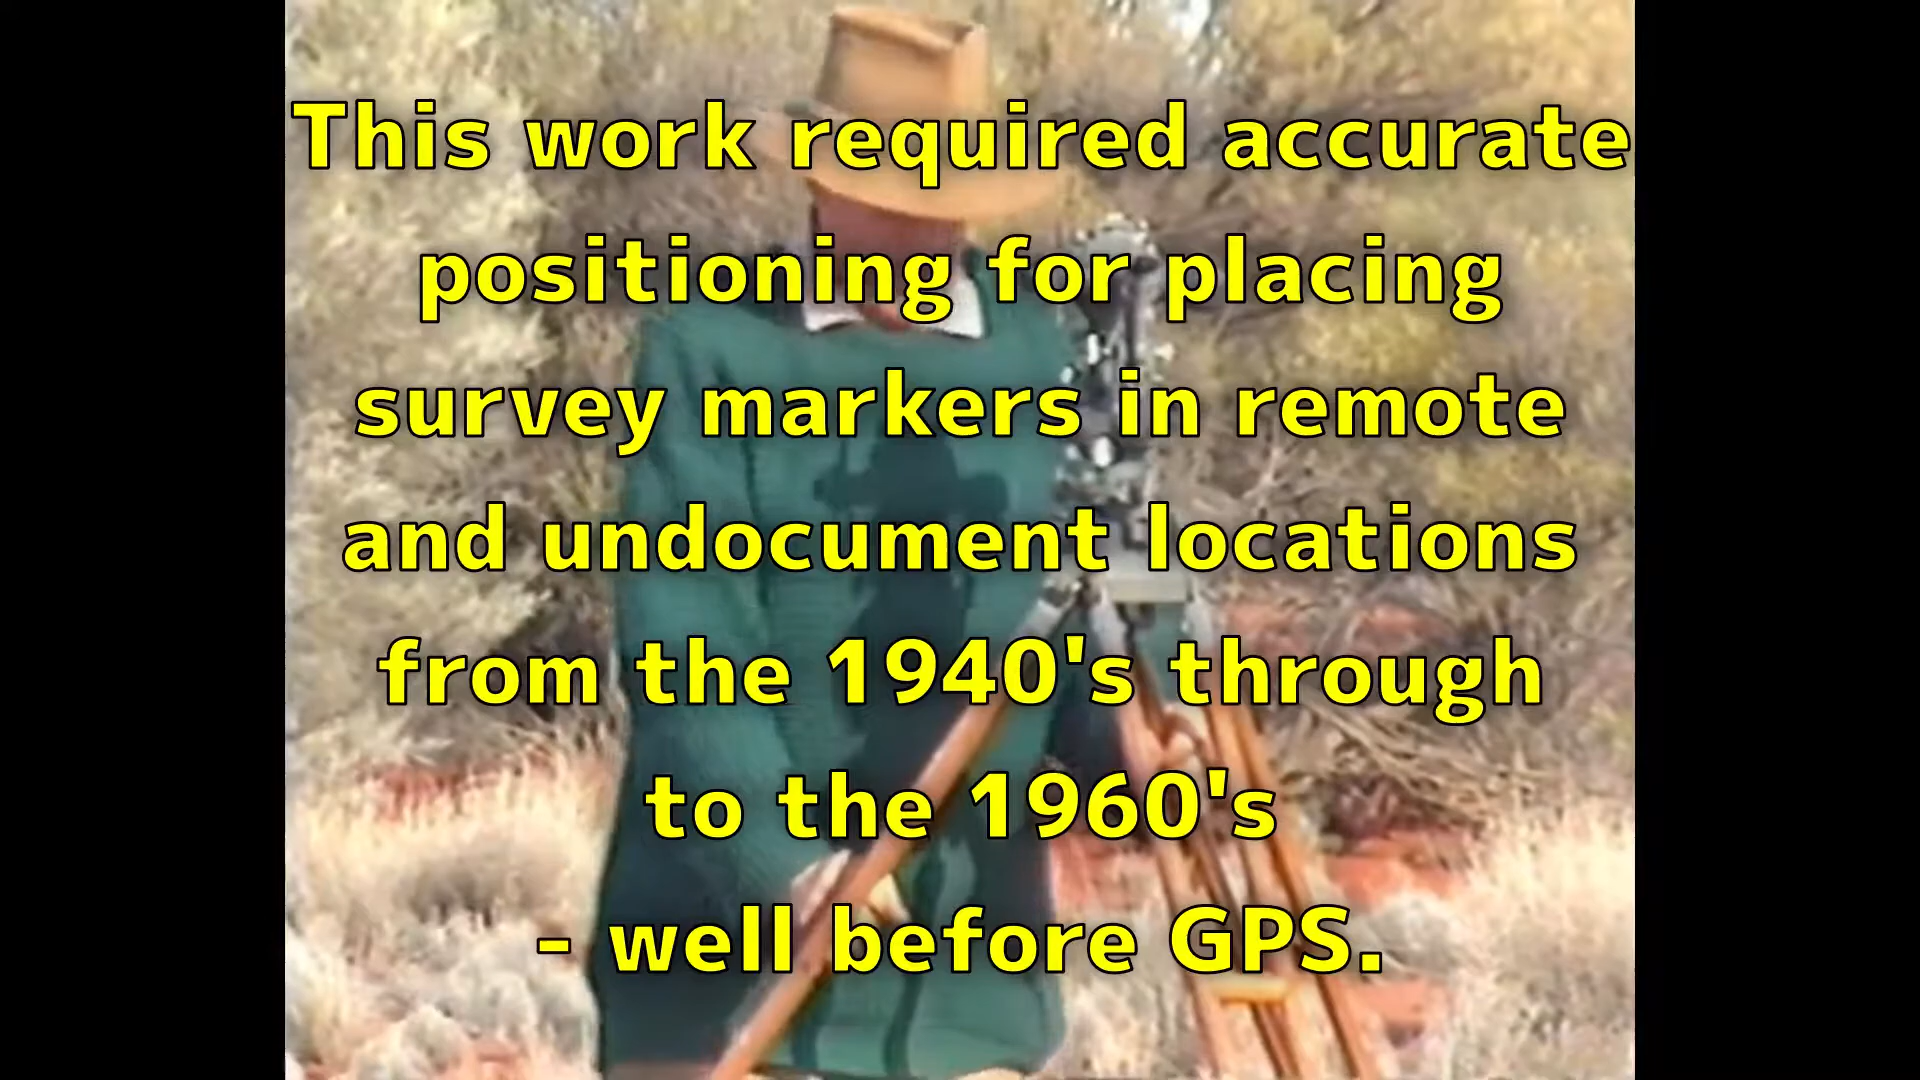 This work required accurate
positioning for placing
survey markers in remote
and undocument locations
from the 1940's through
to the 1960's
- well before GPS.